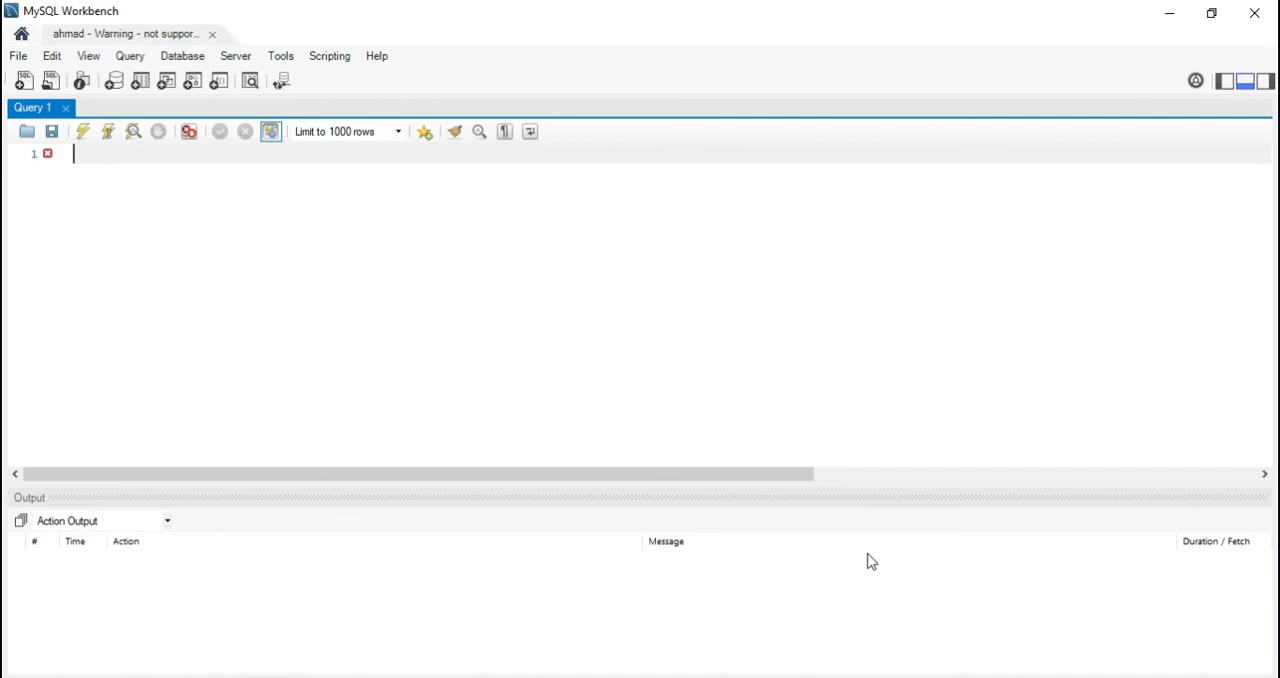 MySQL Workbench
ahmad - Warning - not suppor...
File Edit View Query Database Server Tools Scripting Help
Query 1
Limit to 1000 rows
1
Output
Action Output
# Time Action Message Duration / Fetch